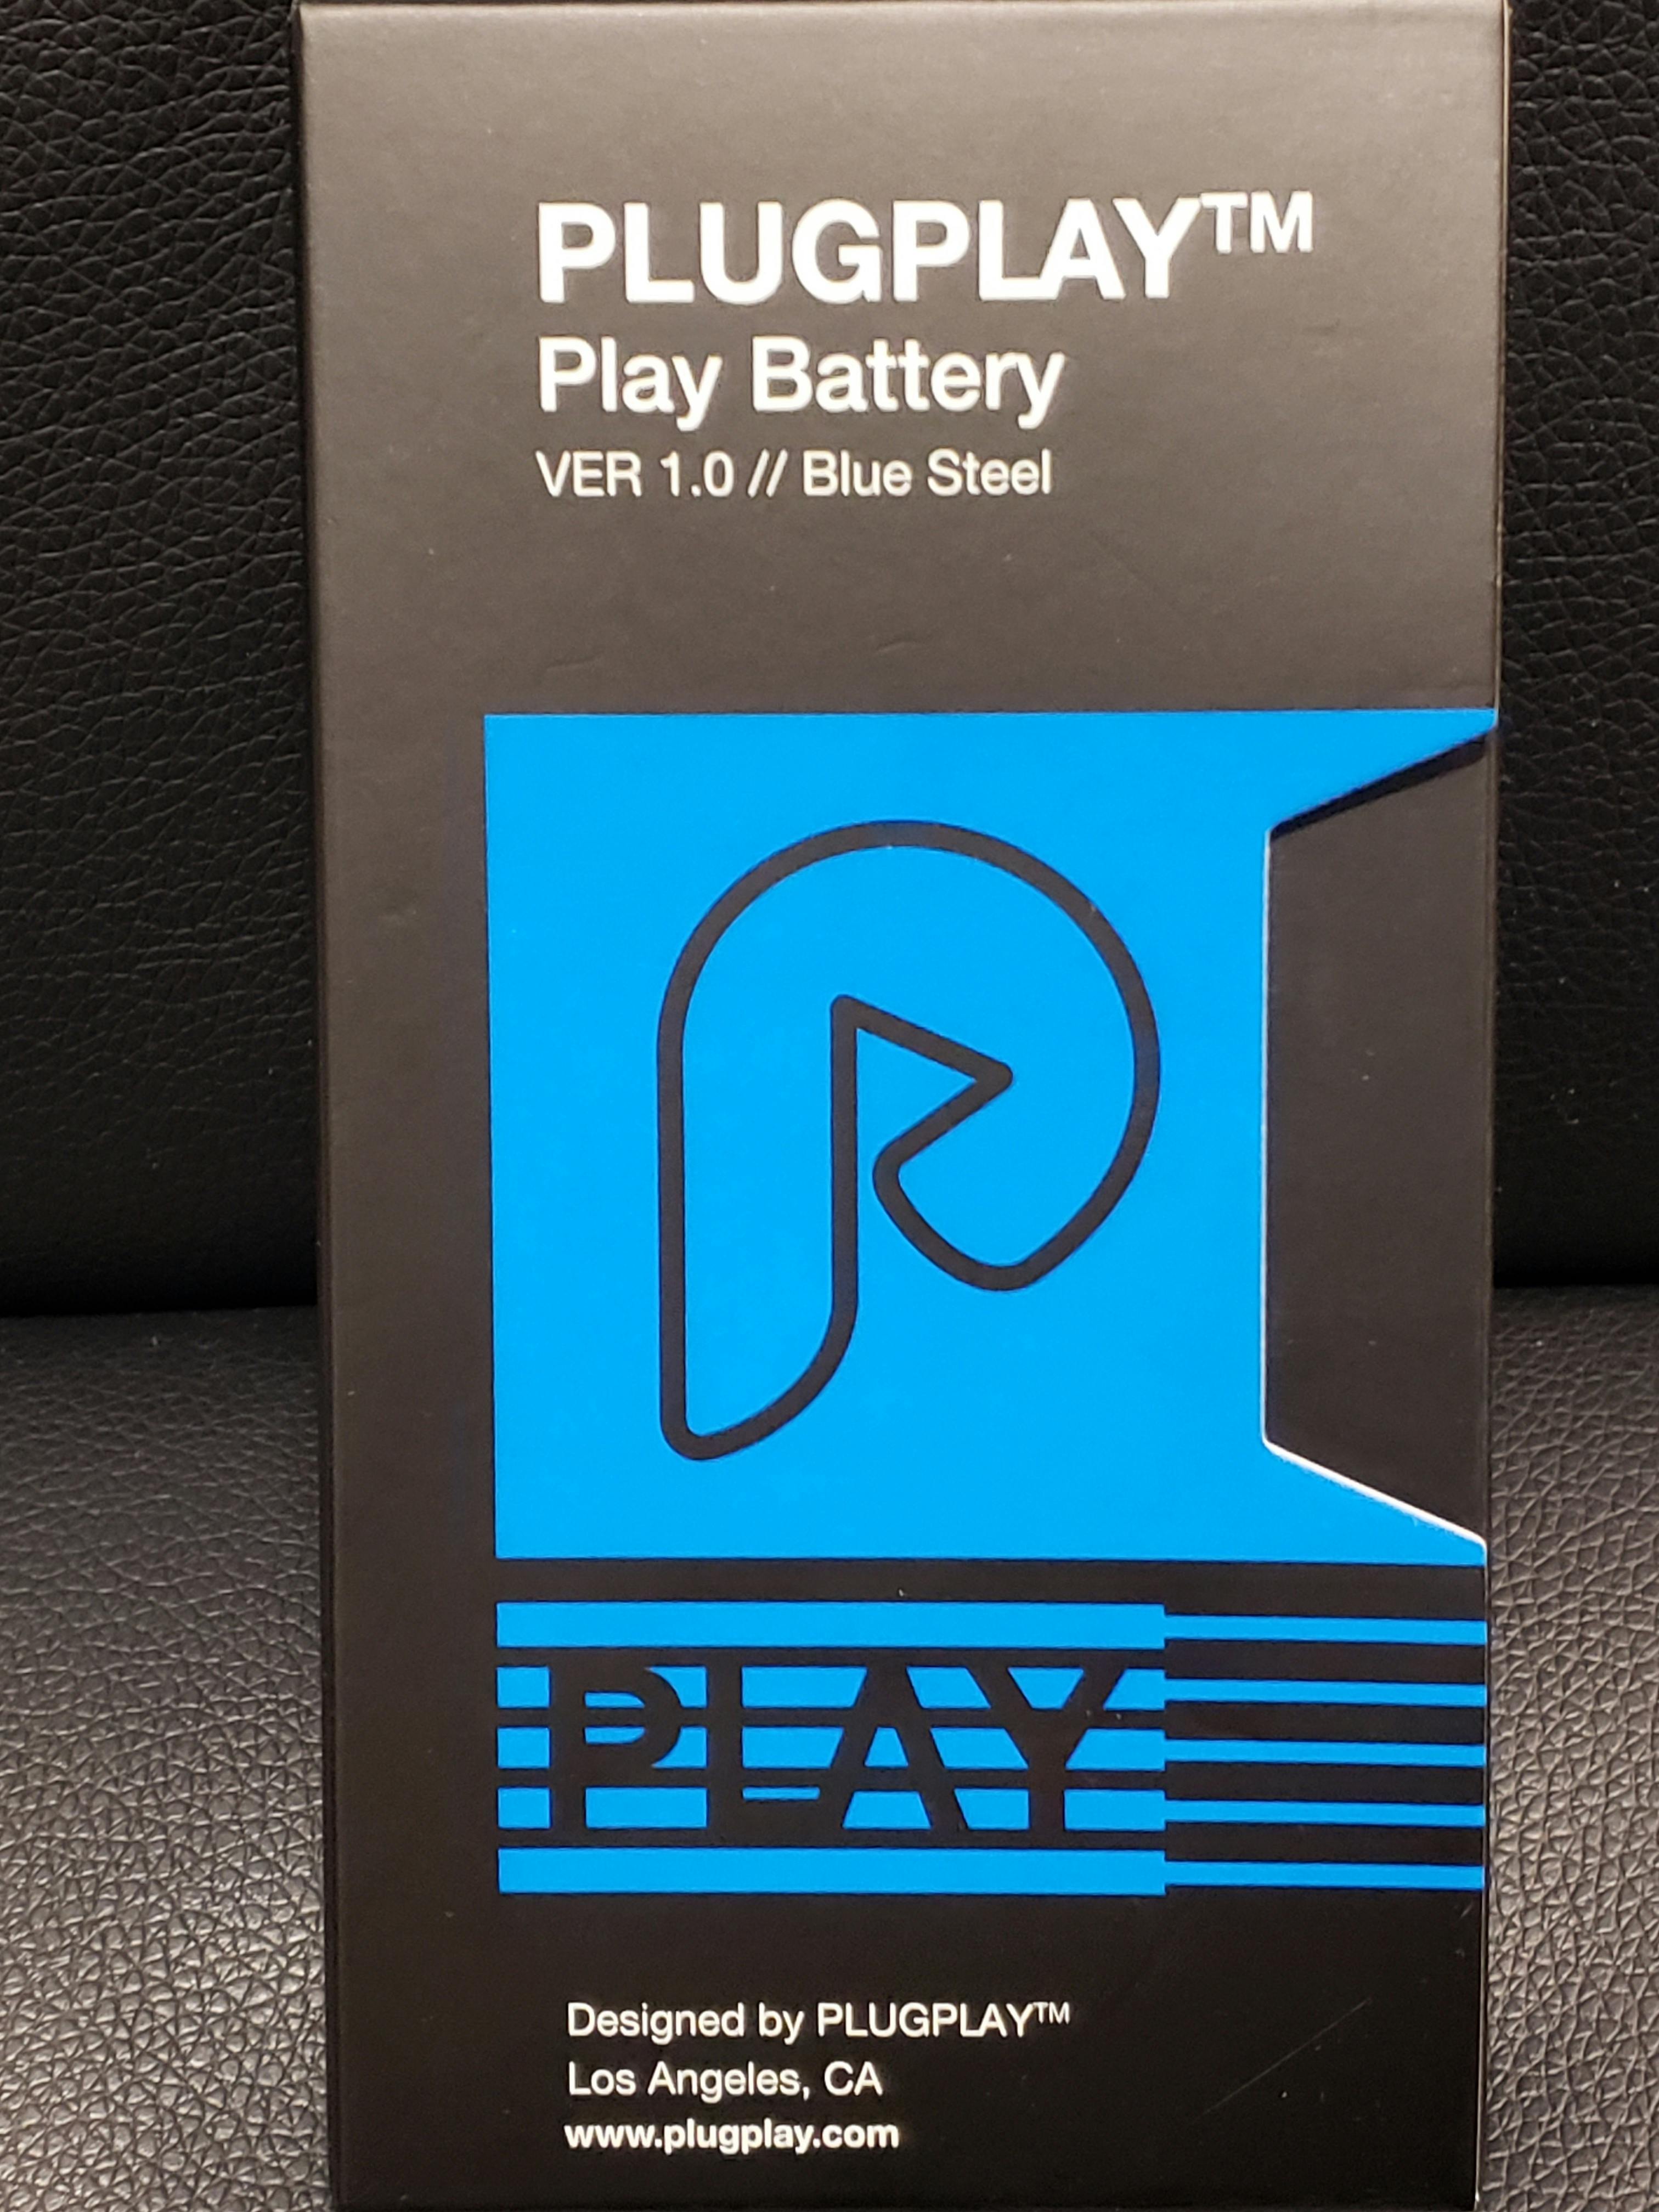 PLUGPLAY™
Play Battery
VER 1.0 // Blue Steel
PLAY
Designed by PLUGPLAY™
Los Angeles, CA
www.plugplay.com